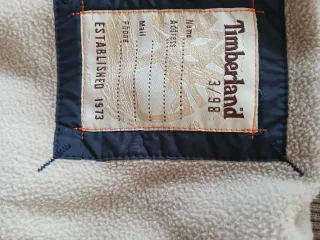 Timberland
3/98
Name
Address
Mail
Phone
ESTABLISHED 1973